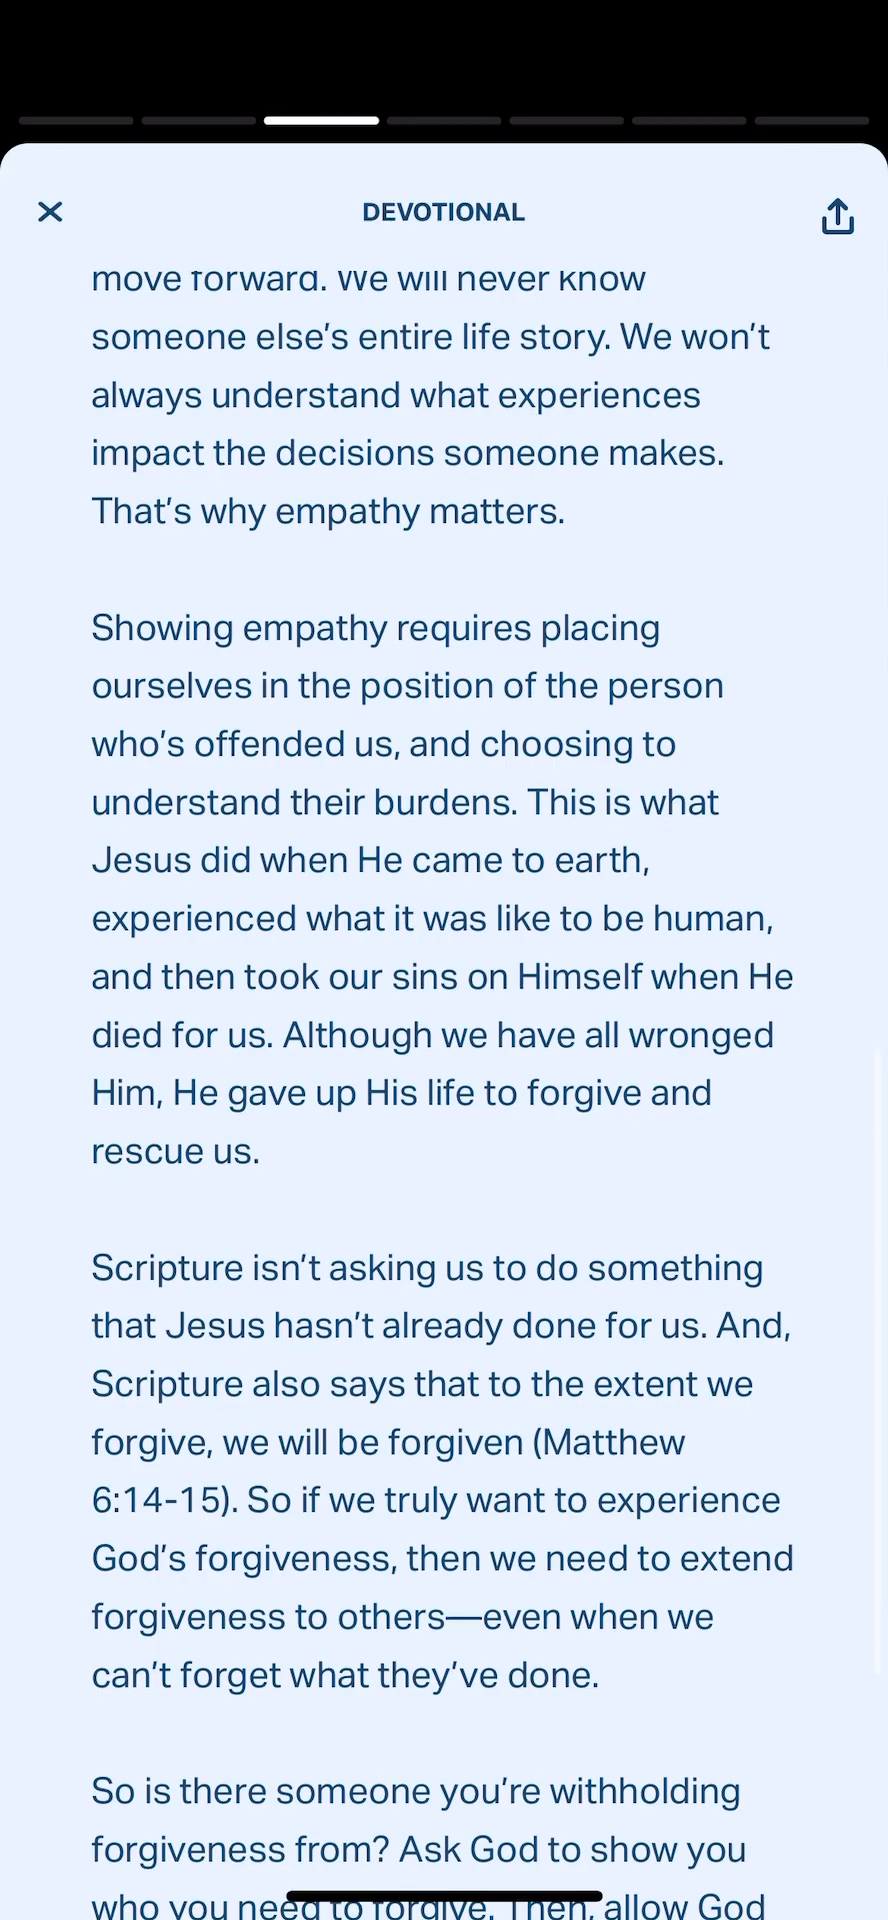 DEVOTIONAL
move forward. We will never know
someone else’s entire life story. We won’t
always understand what experiences
impact the decisions someone makes.
That’s why empathy matters.
Showing empathy requires placing
ourselves in the position of the person
who’s offended us, and choosing to
understand their burdens. This is what
Jesus did when He came to earth,
experienced what it was like to be human,
and then took our sins on Himself when He
died for us. Although we have all wronged
Him, He gave up His life to forgive and
rescue us.
Scripture isn’t asking us to do something
that Jesus hasn’t already done for us. And,
Scripture also says that to the extent we
forgive, we will be forgiven (Matthew
6:14-15). So if we truly want to experience
God’s forgiveness, then we need to extend
forgiveness to others—even when we
can’t forget what they’ve done.
So is there someone you’re withholding
forgiveness from? Ask God to show you
who you need to forgive. Then, allow God